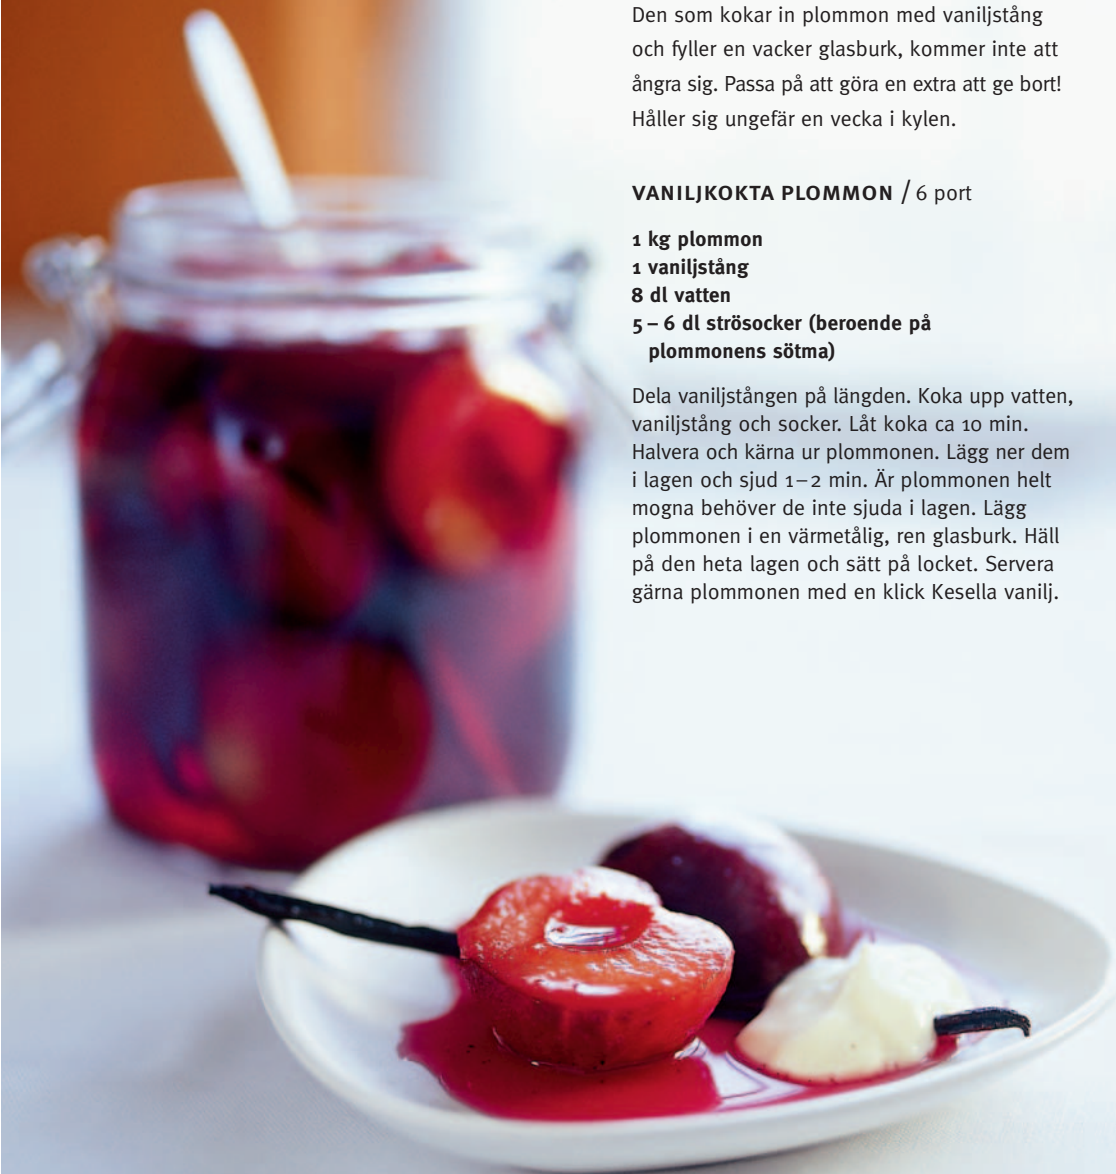 Den som kokar in plommon med vaniljstång
och fyller en vacker glasburk, kommer inte att
ångra sig. Passa på att göra en extra att ge bort!
Håller sig ungefär en vecka i kylen.
VANILJKOKTA PLOMMON / 6 port
1 kg plommon
1 vaniljstång
8 dl vatten
5 – 6 dl strösocker (beroende på
plommonens sötma)
Dela vaniljstången på längden. Koka upp vatten,
vaniljstång och socker. Låt koka ca 10 min.
Halvera och kärna ur plommonen. Lägg ner dem
i lagen och sjud 1–2 min. Är plommonen helt
mogna behöver de inte sjuda i lagen. Lägg
plommonen i en värmetålig, ren glasburk. Häll
på den heta lagen och sätt på locket. Servera
gärna plommonen med en klick Kesella vanilj.